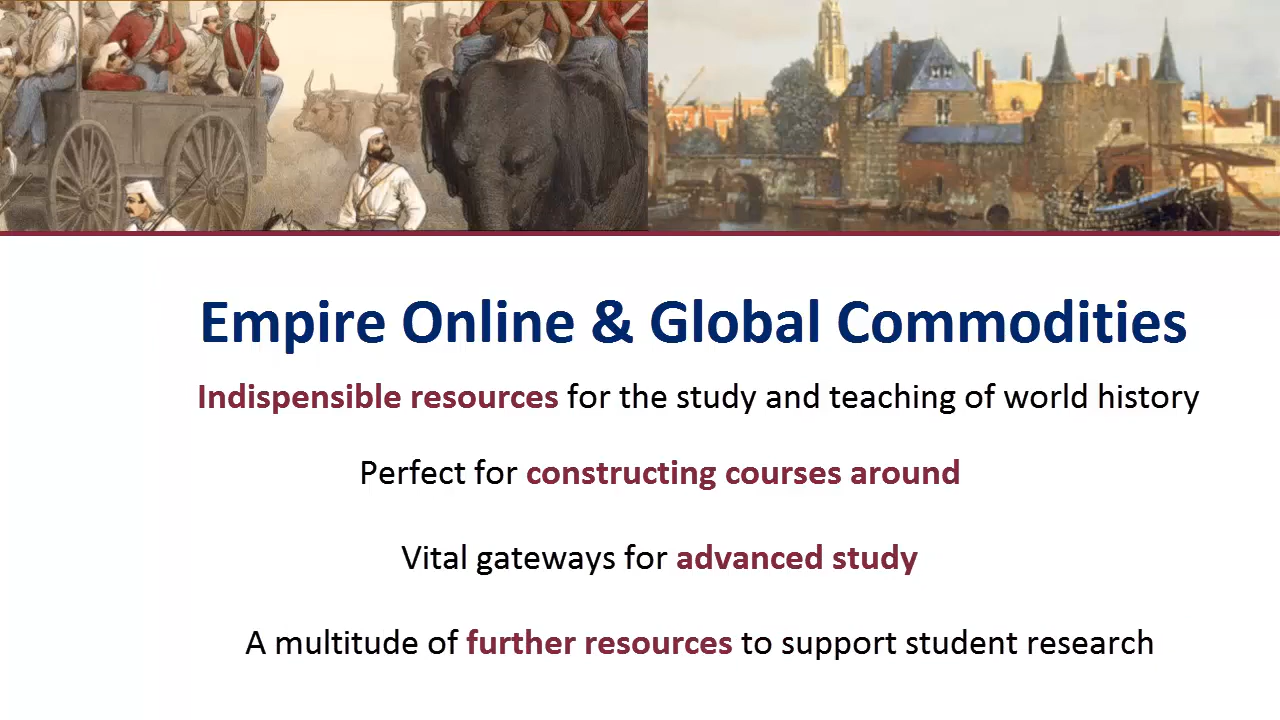 Empire Online & Global Commodities
Indispensible resources for the study and teaching of world history
Perfect for constructing courses around
Vital gateways for advanced study
A multitude of further resources to support student research